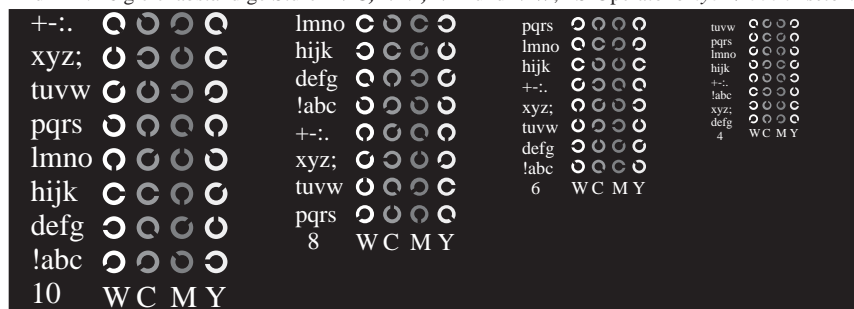 +-:.
xyz;
tuvw
pqrs
lmno
hijk
defg
!abc
10 W C M Y
lmno
hijk
defg
!abc
+-:.
xyz;
tuvw
pqrs
8 W C M Y
pqrs
lmno
hijk
+-:.
xyz;
tuvw
defg
!abc
6 W C M Y
tuvw
pqrs
lmno
hijk
+-:.
!abc
xyz;
defg
4 W C M Y